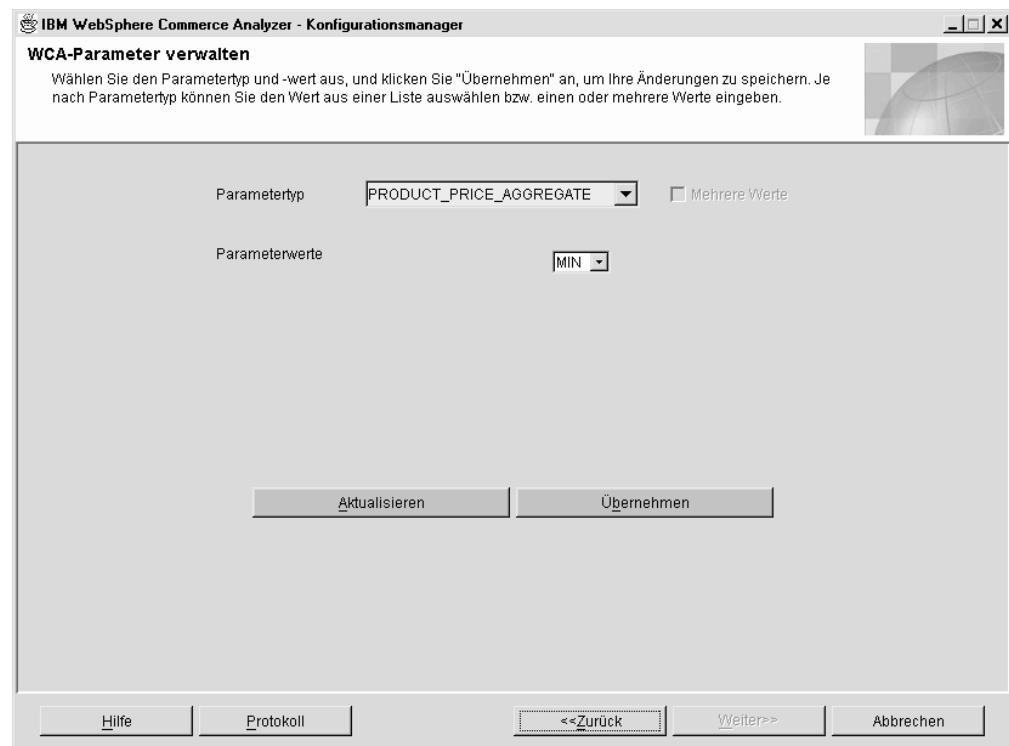 IBM WebSphere Commerce Analyzer - Konfigurationsmanager
WCA-Parameter verwalten
Wählen Sie den Parametertyp und -wert aus, und klicken Sie "Übernehmen" an, um Ihre Änderungen zu speichern. Je
nach Parametertyp können Sie den Wert aus einer Liste auswählen bzw. einen oder mehrere Werte eingeben.
Parametertyp PRODUCT_PRICE_AGGREGATE Mehrere Werte
Parameterwerte MIN
Aktualisieren Übernehmen
Hilfe Protokoll <<Zurück Weiter>> Abbrechen